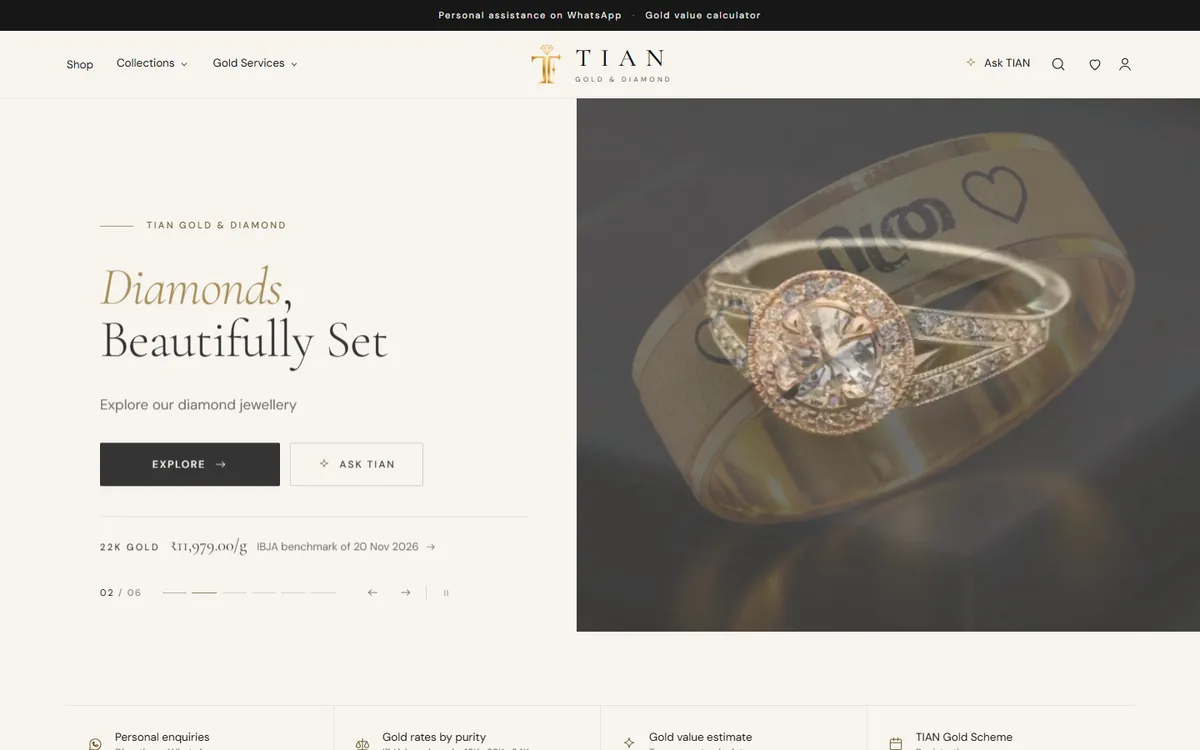 Personal assistance on WhatsApp · Gold value calculator
Shop Collections Gold Services
TIAN
GOLD & DIAMOND
Ask TIAN
TIAN GOLD & DIAMOND
Diamonds,
Beautifully Set
Explore our diamond jewellery
EXPLORE →
ASK TIAN
22K GOLD ₹11,979.00/g IBJA benchmark of 20 Nov 2026 →
02 / 06
Personal enquiries
Gold rates by purity
Gold value estimate
TIAN Gold Scheme